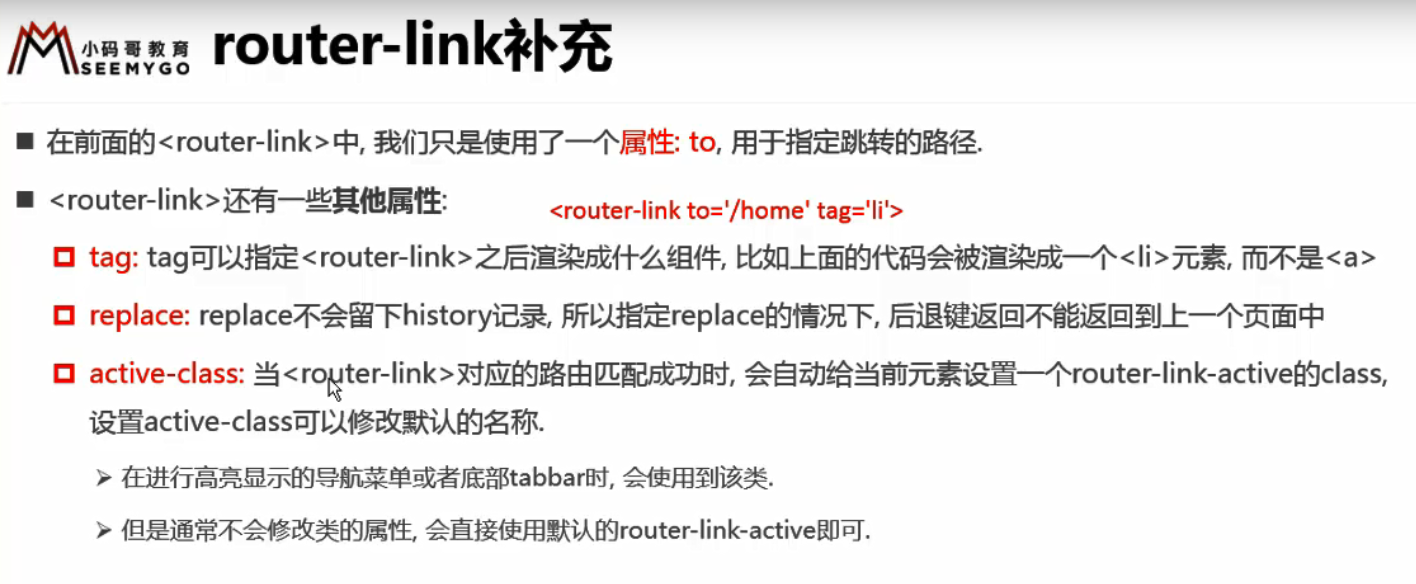 小码哥教育
SEEMYGO
router-link补充
在前面的<router-link>中, 我们只是使用了一个属性: to, 用于指定跳转的路径.
<router-link>还有一些其他属性:
<router-link to='/home' tag='li'>
tag: tag可以指定<router-link>之后渲染成什么组件, 比如上面的代码会被渲染成一个<li>元素, 而不是<a>
replace: replace不会留下history记录, 所以指定replace的情况下, 后退键返回不能返回到上一个页面中
active-class: 当<router-link>对应的路由匹配成功时, 会自动给当前元素设置一个router-link-active的class,
设置active-class可以修改默认的名称.
在进行高亮显示的导航菜单或者底部tabbar时, 会使用到该类.
但是通常不会修改类的属性, 会直接使用默认的router-link-active即可.